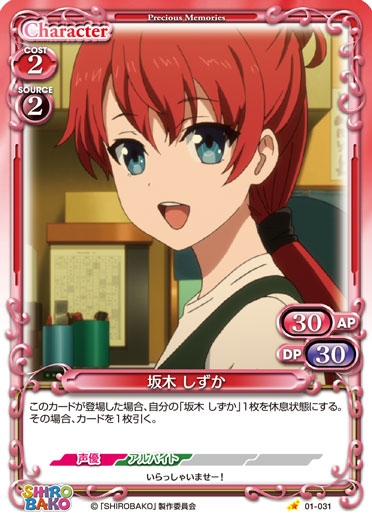 Precious Memories
Character
COST
2
SOURCE
2
30 AP
DP 30
坂木 しずか
このカードが登場した場合、自分の「坂木 しずか」1枚を休息状態にする。
その場合、カードを1枚引く。
声優 アルバイト
いらっしゃいませー!
SHIRO
BAKO
©「SHIROBAKO」製作委員会
01-031